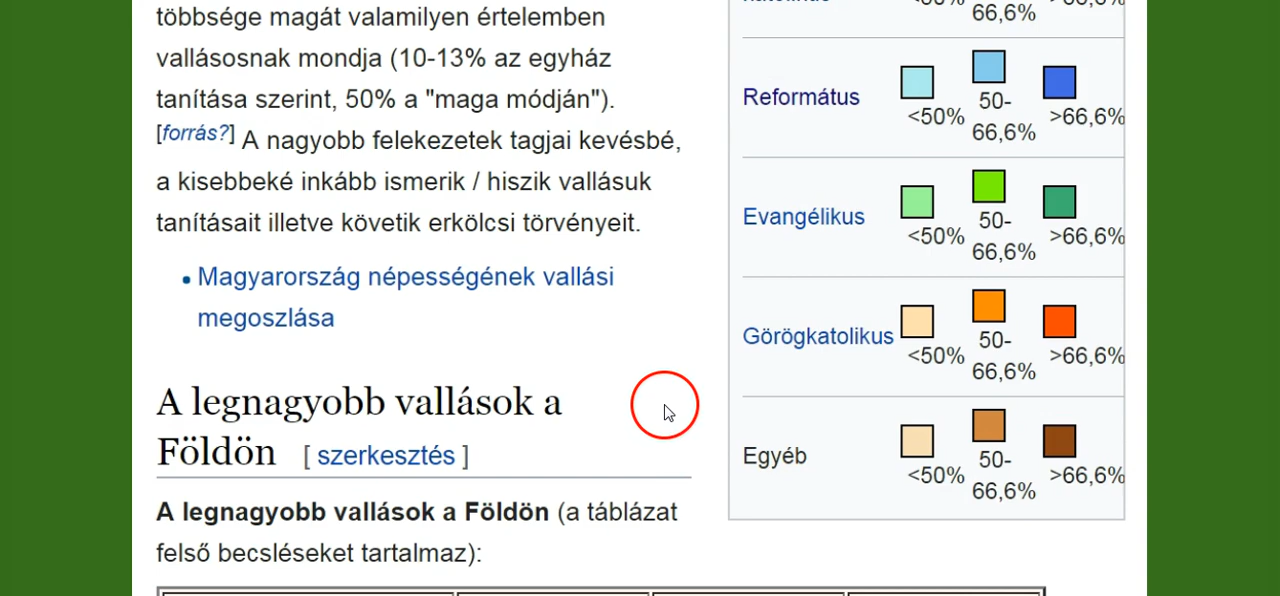 többsége magát valamilyen értelemben
vallásosnak mondja (10-13% az egyház
tanítása szerint, 50% a "maga módján").
[forrás?] A nagyobb felekezetek tagjai kevésbé,
a kisebbeké inkább ismerik / hiszik vallásuk
tanításait illetve követik erkölcsi törvényeit.
• Magyarország népességének vallási
megoszlása
A legnagyobb vallások a
Földön [ szerkesztés ]
A legnagyobb vallások a Földön (a táblázat
felső becsléseket tartalmaz):
66,6%
Református
<50%
50-
66,6%
>66,6%
Evangélikus
<50%
50-
66,6%
>66,6%
Görögkatolikus
<50%
50-
66,6%
>66,6%
Egyéb
<50%
50-
66,6%
>66,6%